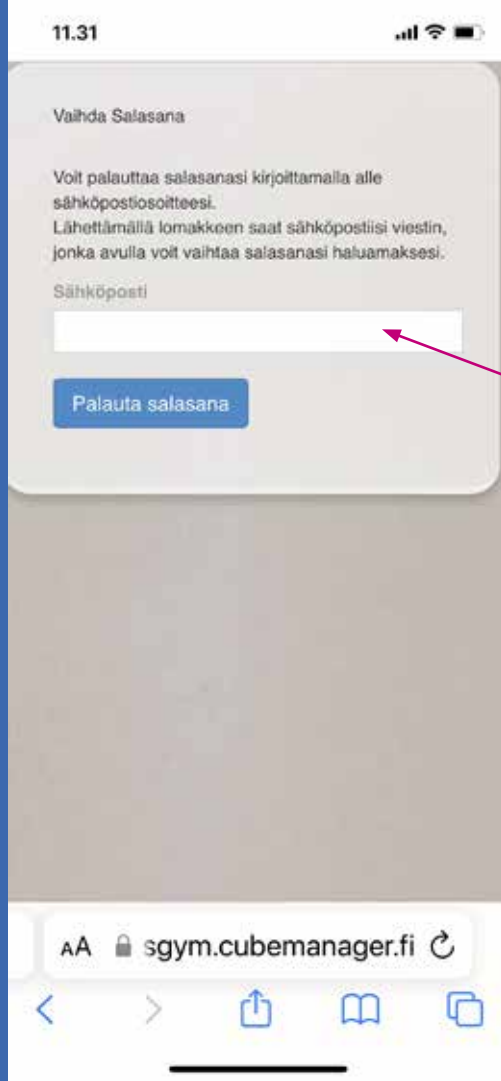 11.31
Vaihda Salasana
Voit palauttaa salasanasi kirjoittamalla alle
sähköpostiosoitteesi.
Lähettämällä lomakkeen saat sähköpostiisi viestin,
jonka avulla voit vaihtaa salasanasi haluamaksesi.
Sähköposti
Palauta salasana
AA sgym.cubemanager.fi